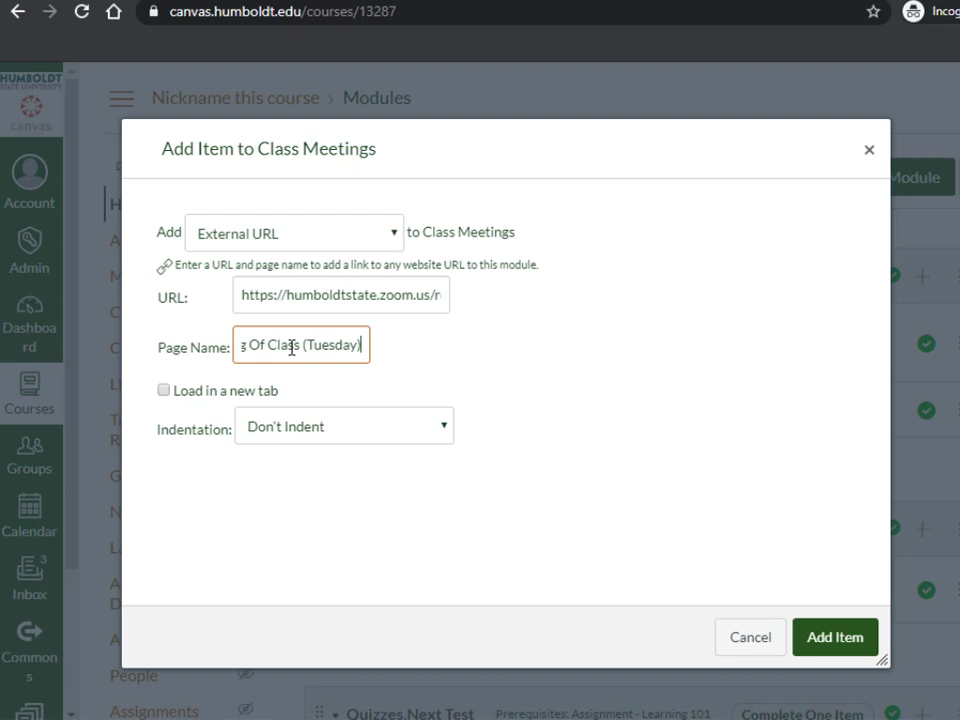 canvas.humboldt.edu/courses/13287
Incog
HUMBOLDT
STATE UNIVERSITY
canvas
Nickname this course › Modules
Add Item to Class Meetings
×
Module
Account
Add External URL to Class Meetings
Enter a URL and page name to add a link to any website URL to this module.
Admin
URL: https://humboldtstate.zoom.us/r
Dashboa
rd
Page Name: g Of Class (Tuesday)
Load in a new tab
Courses
Indentation: Don't Indent
Groups
Calendar
3
Inbox
Cancel
Add Item
Common
s
People
Assignments
Quizzes.Next Test Prerequisites: Assignment - Learning 101 Complete One Item